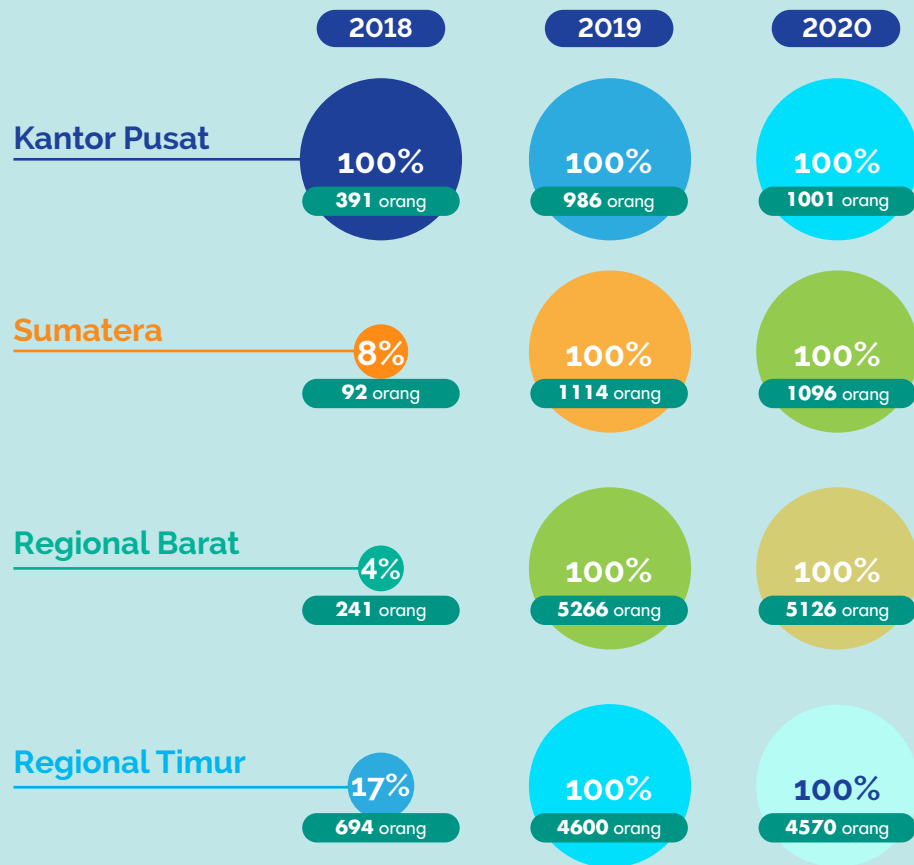 2018 2019 2020
Kantor Pusat
100% 100% 100%
391 orang 986 orang 1001 orang
Sumatera
8% 100% 100%
92 orang 1114 orang 1096 orang
Regional Barat
4% 100% 100%
241 orang 5266 orang 5126 orang
Regional Timur
17% 100% 100%
694 orang 4600 orang 4570 orang